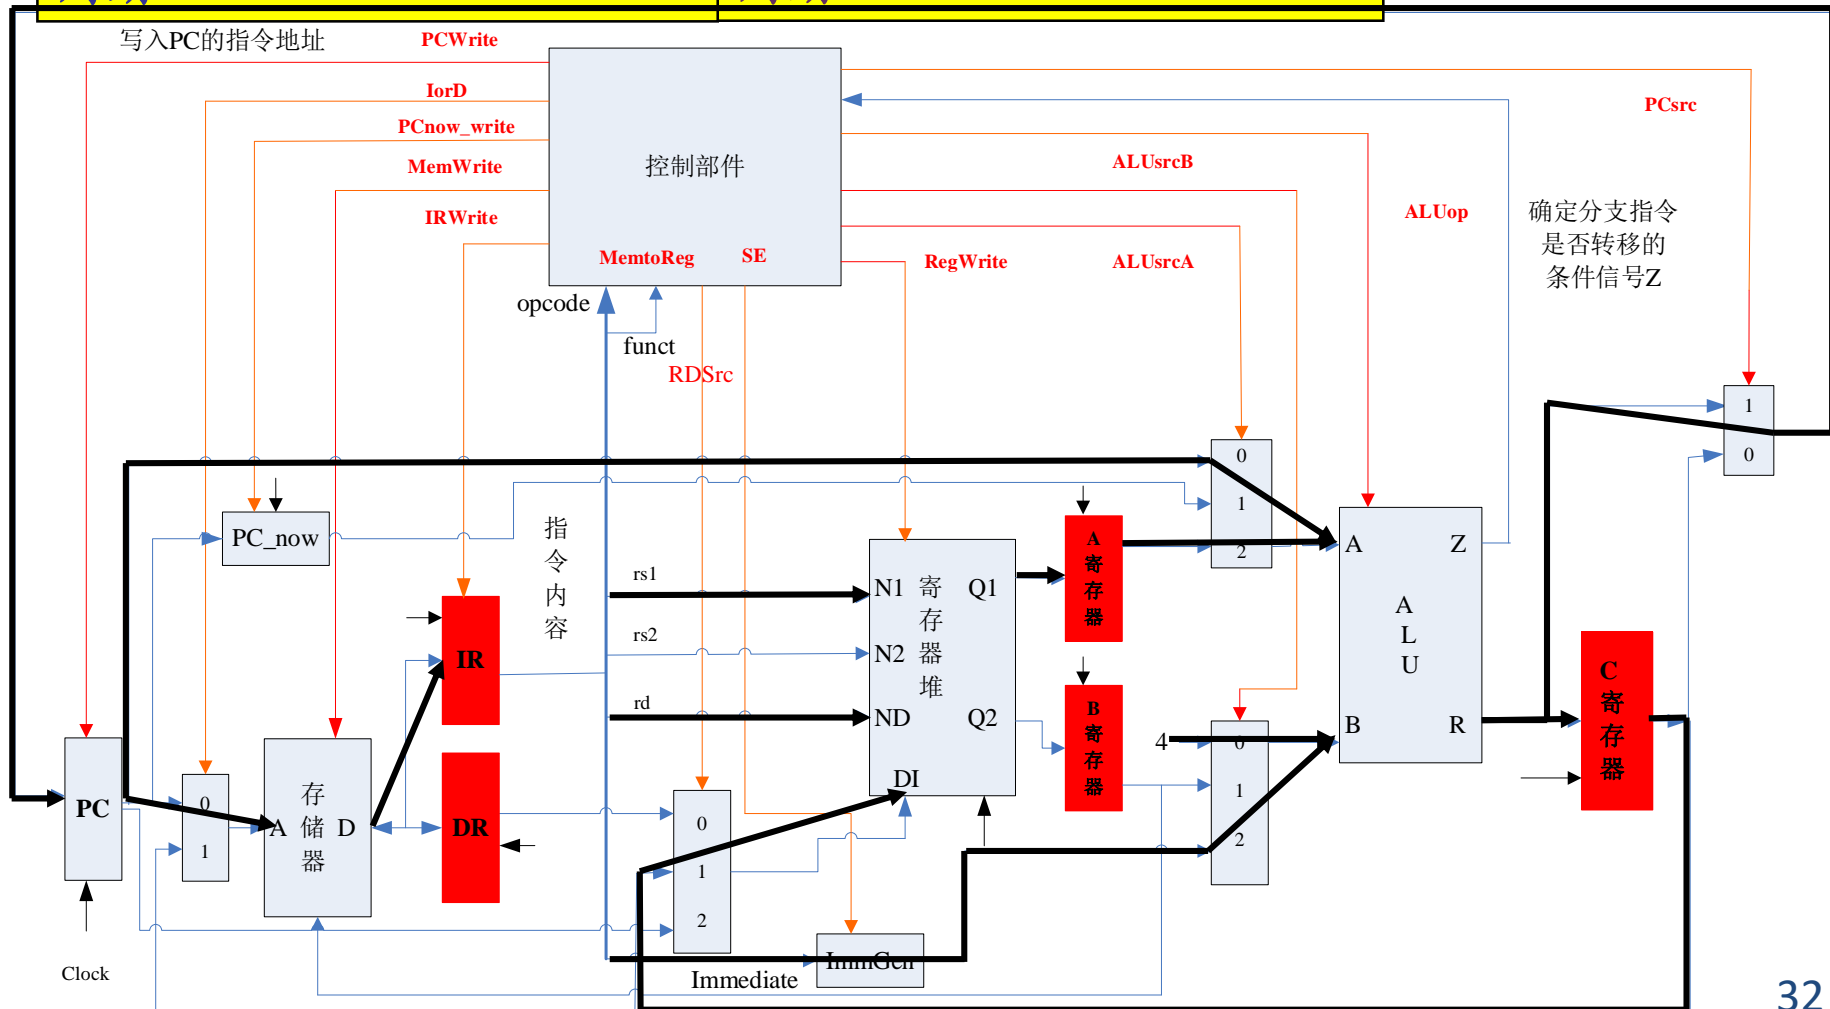 写入PC的指令地址
PCWrite
IorD
PCnow_write
MemWrite
IRWrite
控制部件
MemtoReg
SE
PCsrc
ALUsrcB
ALUop
RegWrite
ALUsrcA
确定分支指令
是否转移的
条件信号Z
opcode
funct
RDSrc
1
0
0
1
2
PC_now
指
令
内
容
rs1
rs2
rd
N1
N2
ND
DI
Q1
Q2
寄
存
器
堆
A
寄
存
器
B
寄
存
器
A
B
Z
R
A
L
U
C
寄
存
器
IR
DR
PC
0
1
A
存
储
器
D
4
0
1
2
0
1
2
ImmGen
Immediate
Clock
32